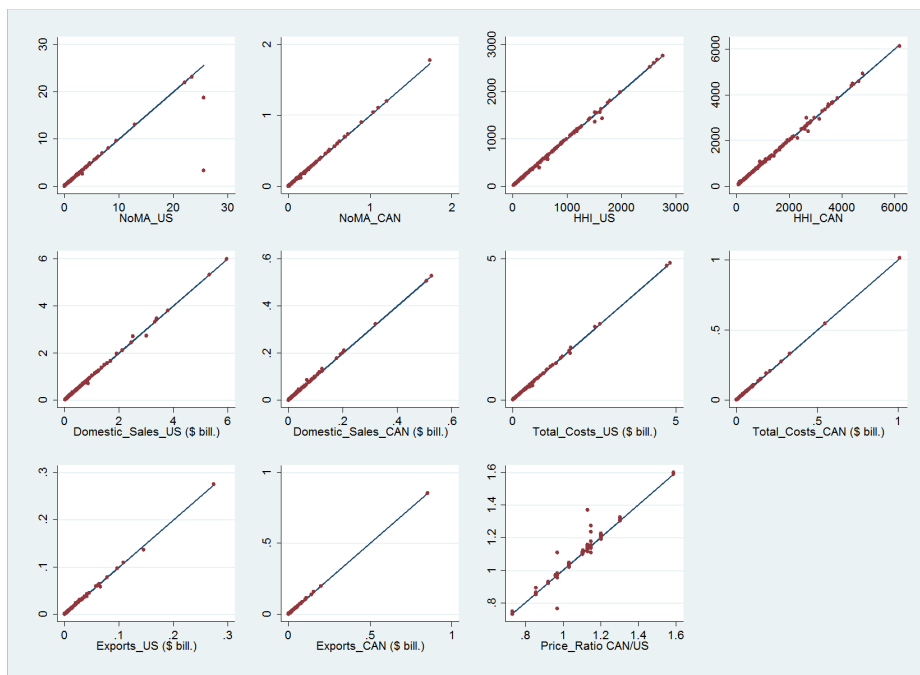 30
20
10
0
0 10 20 30
NoMA_US
2
1
0
0 1 2
NoMA_CAN
3000
2000
1000
0
0 1000 2000 3000
HHI_US
6000
4000
2000
0
0 2000 4000 6000
HHI_CAN
6
4
2
0
0 2 4 6
Domestic_Sales_US ($ bill.)
.6
.4
.2
0
0 .2 .4 .6
Domestic_Sales_CAN ($ bill.)
5
0
0 5
Total_Costs_US ($ bill.)
1
.5
0
0 .5 1
Total_Costs_CAN ($ bill.)
.3
.2
.1
0
0 .1 .2 .3
Exports_US ($ bill.)
1
.5
0
0 .5 1
Exports_CAN ($ bill.)
1.6
1.4
1.2
1
.8
.8 1 1.2 1.4 1.6
Price_Ratio CAN/US